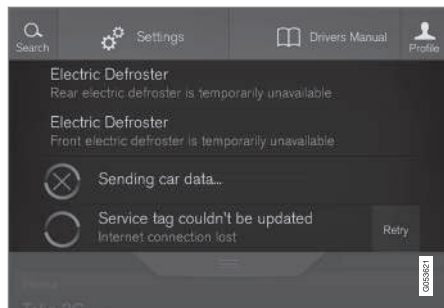 Search
Settings
Drivers Manual
Profile
Electric Defroster
Rear electric defroster is temporarily unavailable
Electric Defroster
Front electric defroster is temporarily unavailable
Sending car data...
Service tag couldn't be updated
Internet connection lost
Retry
G053621